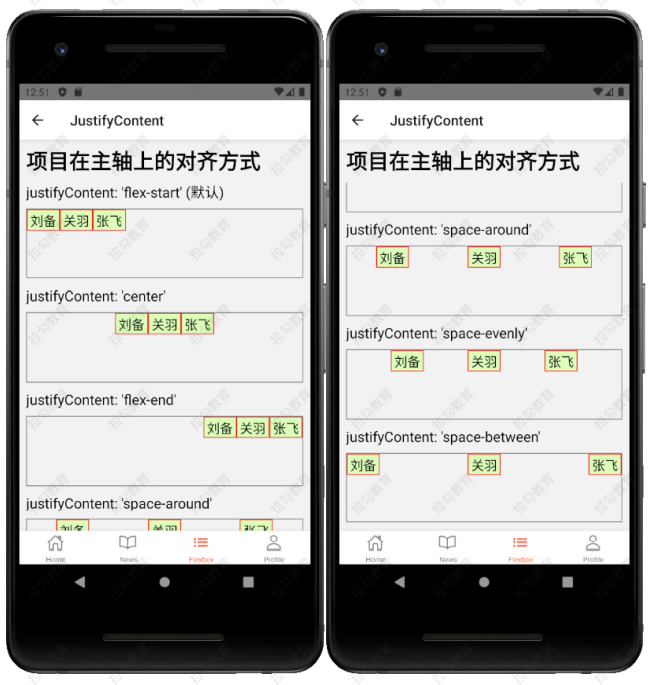 12:51
JustifyContent
项目在主轴上的对齐方式
justifyContent: 'flex-start' (默认)
刘备 关羽 张飞
justifyContent: 'center'
刘备 关羽 张飞
justifyContent: 'flex-end'
刘备 关羽 张飞
justifyContent: 'space-around'
刘备 关羽 张飞
Home News Flexbox Profile
12:51
JustifyContent
项目在主轴上的对齐方式
justifyContent: 'space-around'
刘备 关羽 张飞
justifyContent: 'space-evenly'
刘备 关羽 张飞
justifyContent: 'space-between'
刘备 关羽 张飞
Home News Flexbox Profile
拉勾教育